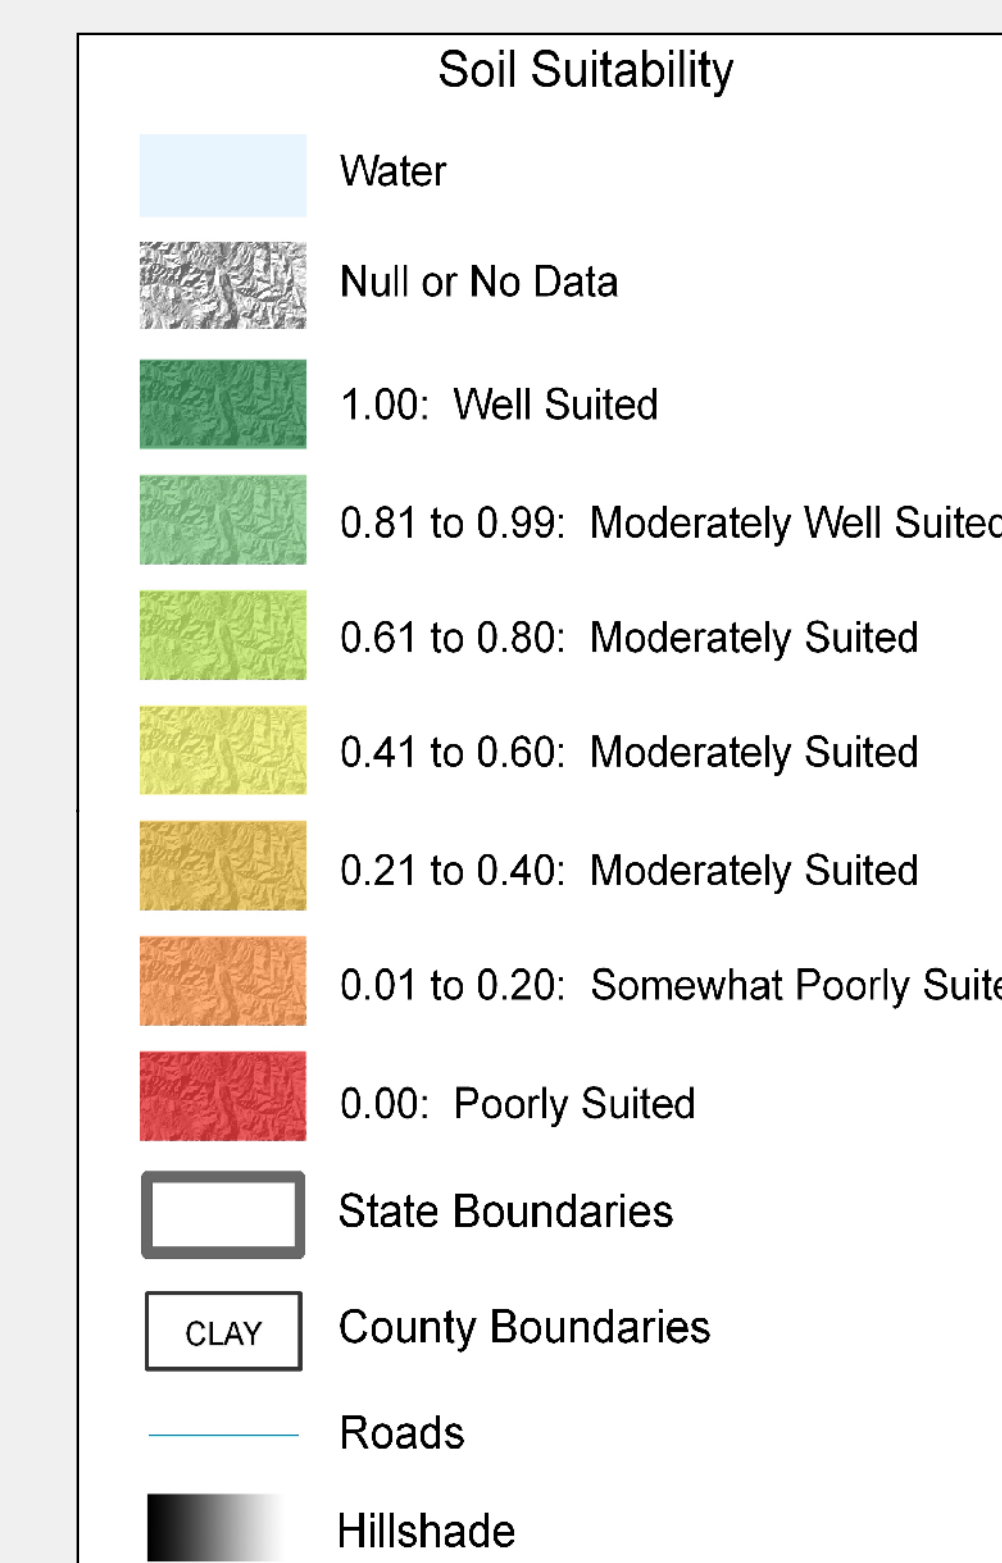 Soil Suitability
Water
Null or No Data
1.00:  Well Suited
0.81 to 0.99:  Moderately Well Suited
0.61 to 0.80:  Moderately Suited
0.41 to 0.60:  Moderately Suited
0.21 to 0.40:  Moderately Suited
0.01 to 0.20:  Somewhat Poorly Suite
0.00:  Poorly Suited
State Boundaries
CLAY County Boundaries
Roads
Hillshade